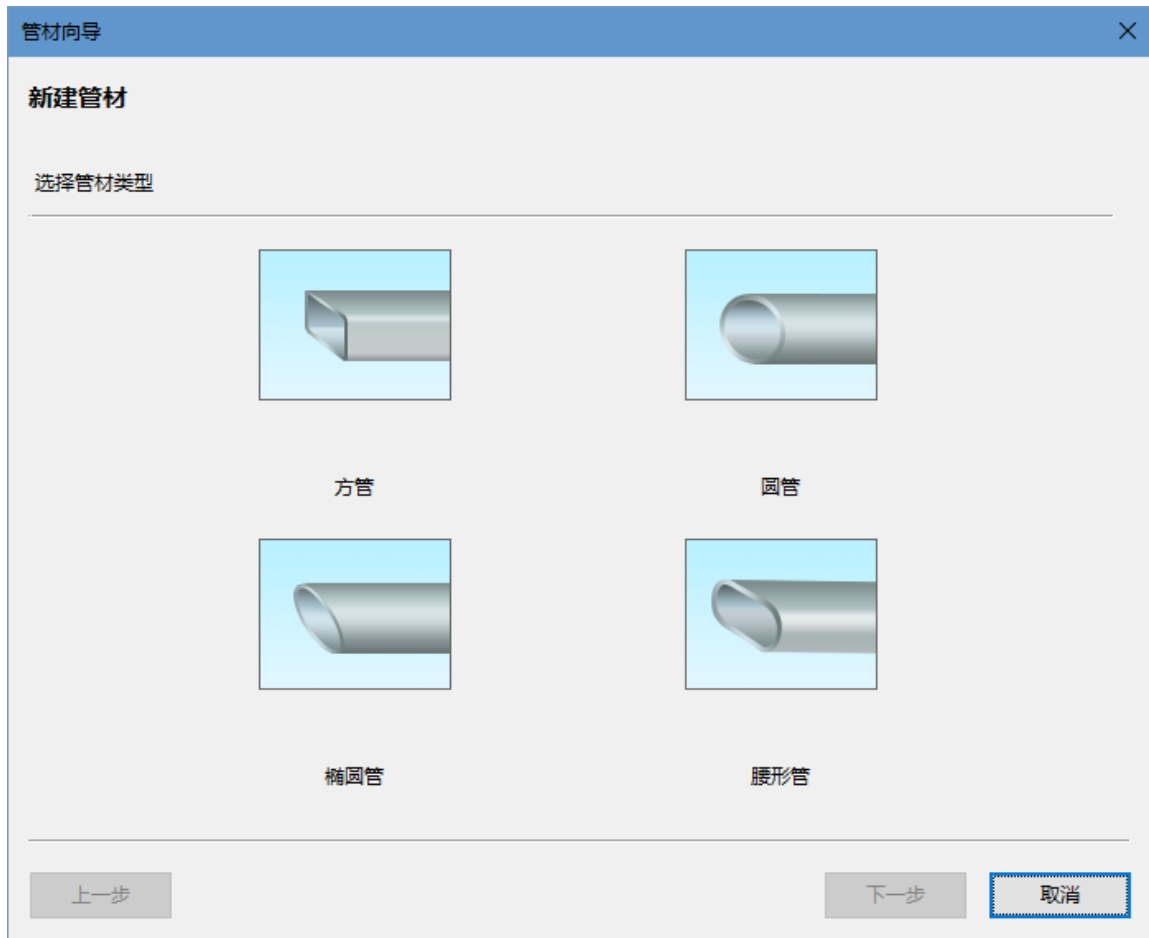 管材向导
新建管材
选择管材类型
方管 圆管
椭圆管 腰形管
上一步 下一步 取消